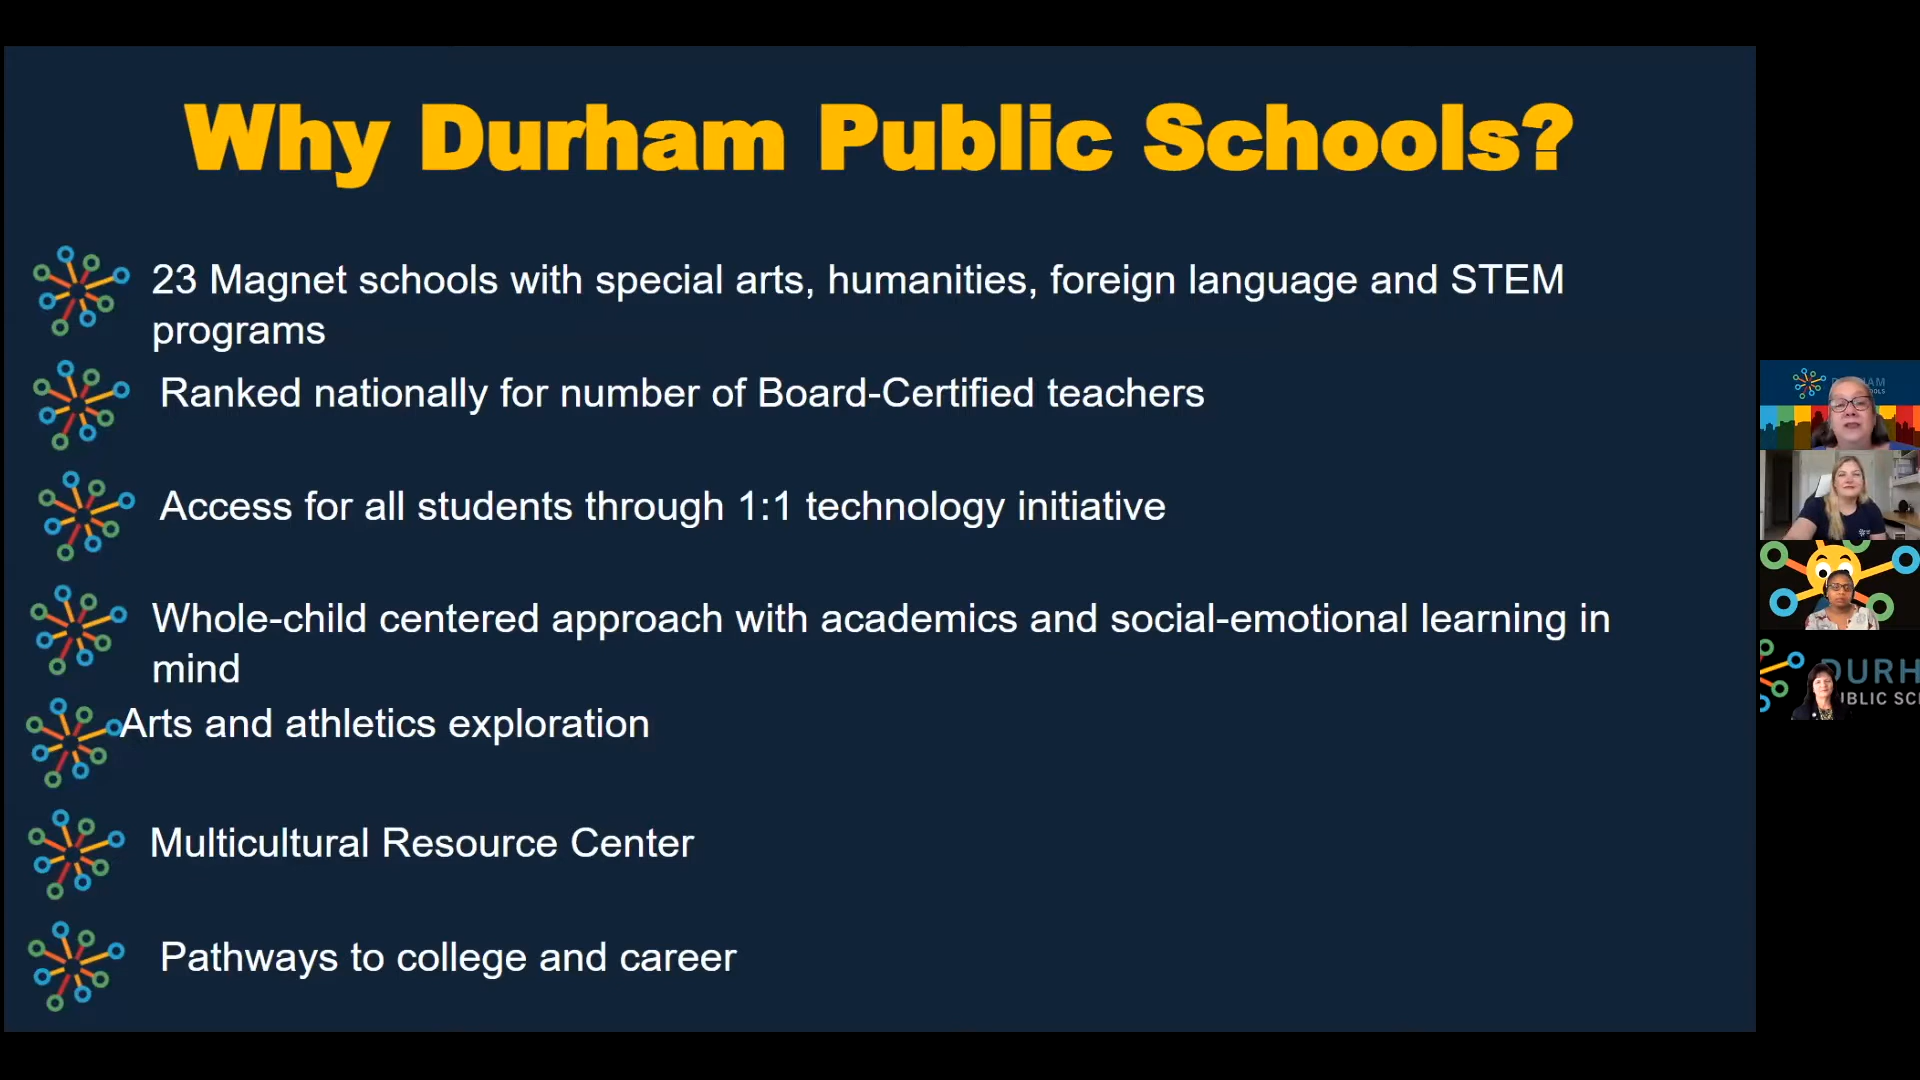 Why Durham Public Schools?
23 Magnet schools with special arts, humanities, foreign language and STEM
programs
Ranked nationally for number of Board-Certified teachers
Access for all students through 1:1 technology initiative
Whole-child centered approach with academics and social-emotional learning in
mind
Arts and athletics exploration
Multicultural Resource Center
Pathways to college and career
DURH